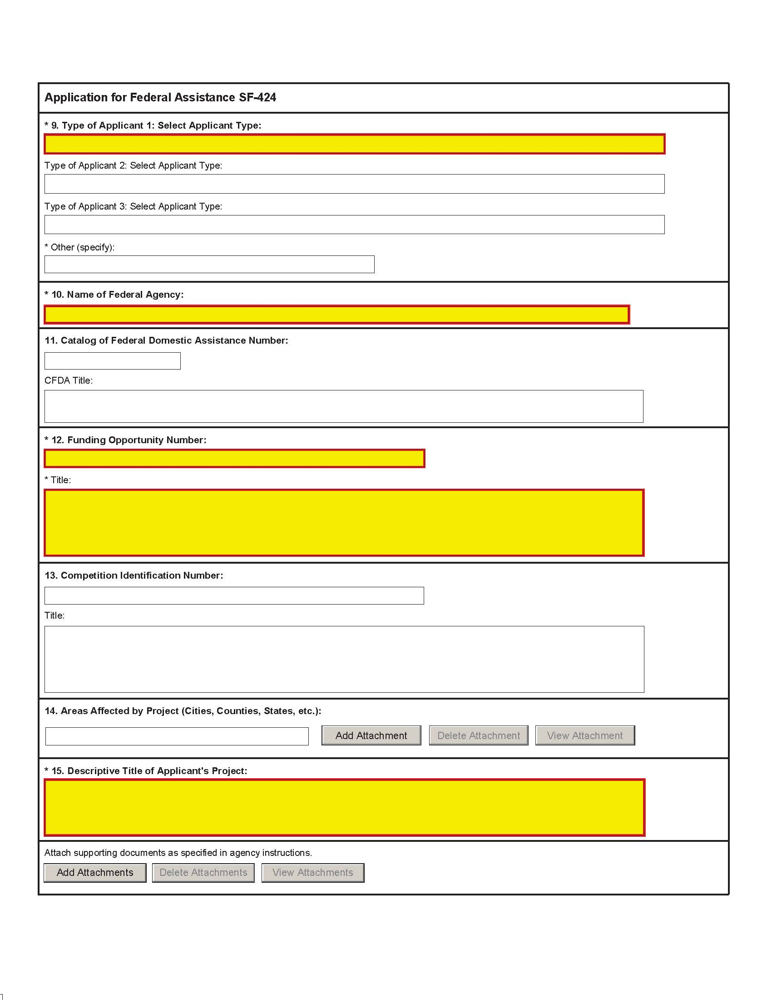 Application for Federal Assistance SF-424
* 9. Type of Applicant 1: Select Applicant Type:
Type of Applicant 2: Select Applicant Type:
Type of Applicant 3: Select Applicant Type:
* Other (specify):
* 10. Name of Federal Agency:
11. Catalog of Federal Domestic Assistance Number:
CFDA Title:
* 12. Funding Opportunity Number:
* Title:
13. Competition Identification Number:
Title:
14. Areas Affected by Project (Cities, Counties, States, etc.):
Add Attachment Delete Attachment View Attachment
* 15. Descriptive Title of Applicant's Project:
Attach supporting documents as specified in agency instructions.
Add Attachments Delete Attachments View Attachments